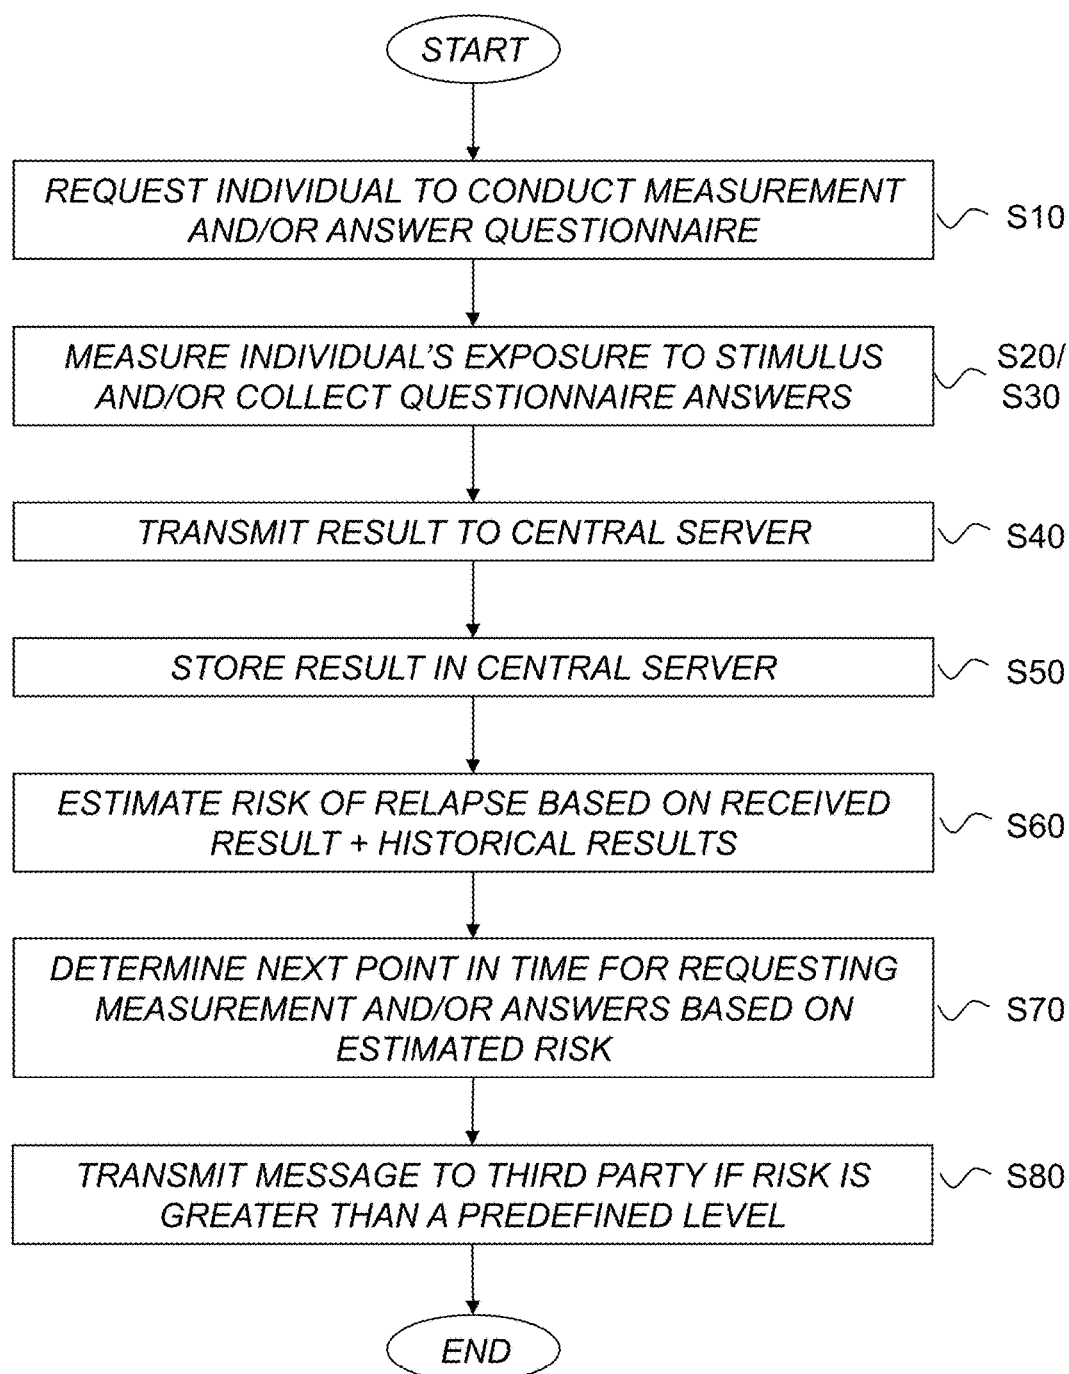 START
REQUEST INDIVIDUAL TO CONDUCT MEASUREMENT
AND/OR ANSWER QUESTIONNAIRE
S10
MEASURE INDIVIDUAL'S EXPOSURE TO STIMULUS
AND/OR COLLECT QUESTIONNAIRE ANSWERS
S20/
S30
TRANSMIT RESULT TO CENTRAL SERVER
S40
STORE RESULT IN CENTRAL SERVER
S50
ESTIMATE RISK OF RELAPSE BASED ON RECEIVED
RESULT + HISTORICAL RESULTS
S60
DETERMINE NEXT POINT IN TIME FOR REQUESTING
MEASUREMENT AND/OR ANSWERS BASED ON
ESTIMATED RISK
S70
TRANSMIT MESSAGE TO THIRD PARTY IF RISK IS
GREATER THAN A PREDEFINED LEVEL
S80
END